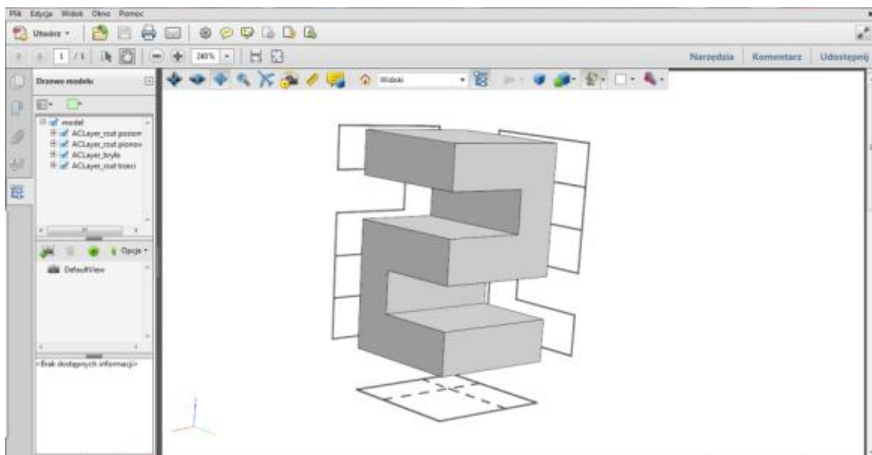 Plik Edycja Widok Okno Pomoc
Utwórz
1 / 1 240%
Narzędzia Komentarz Udostępnij
Drzewo modelu
Widoki
model
ACLayer_rzut poziom
ACLayer_rzut pionow
ACLayer_bryła
ACLayer_rzut trzeci
Opcje
DefaultView
<Brak dostępnych informacji>